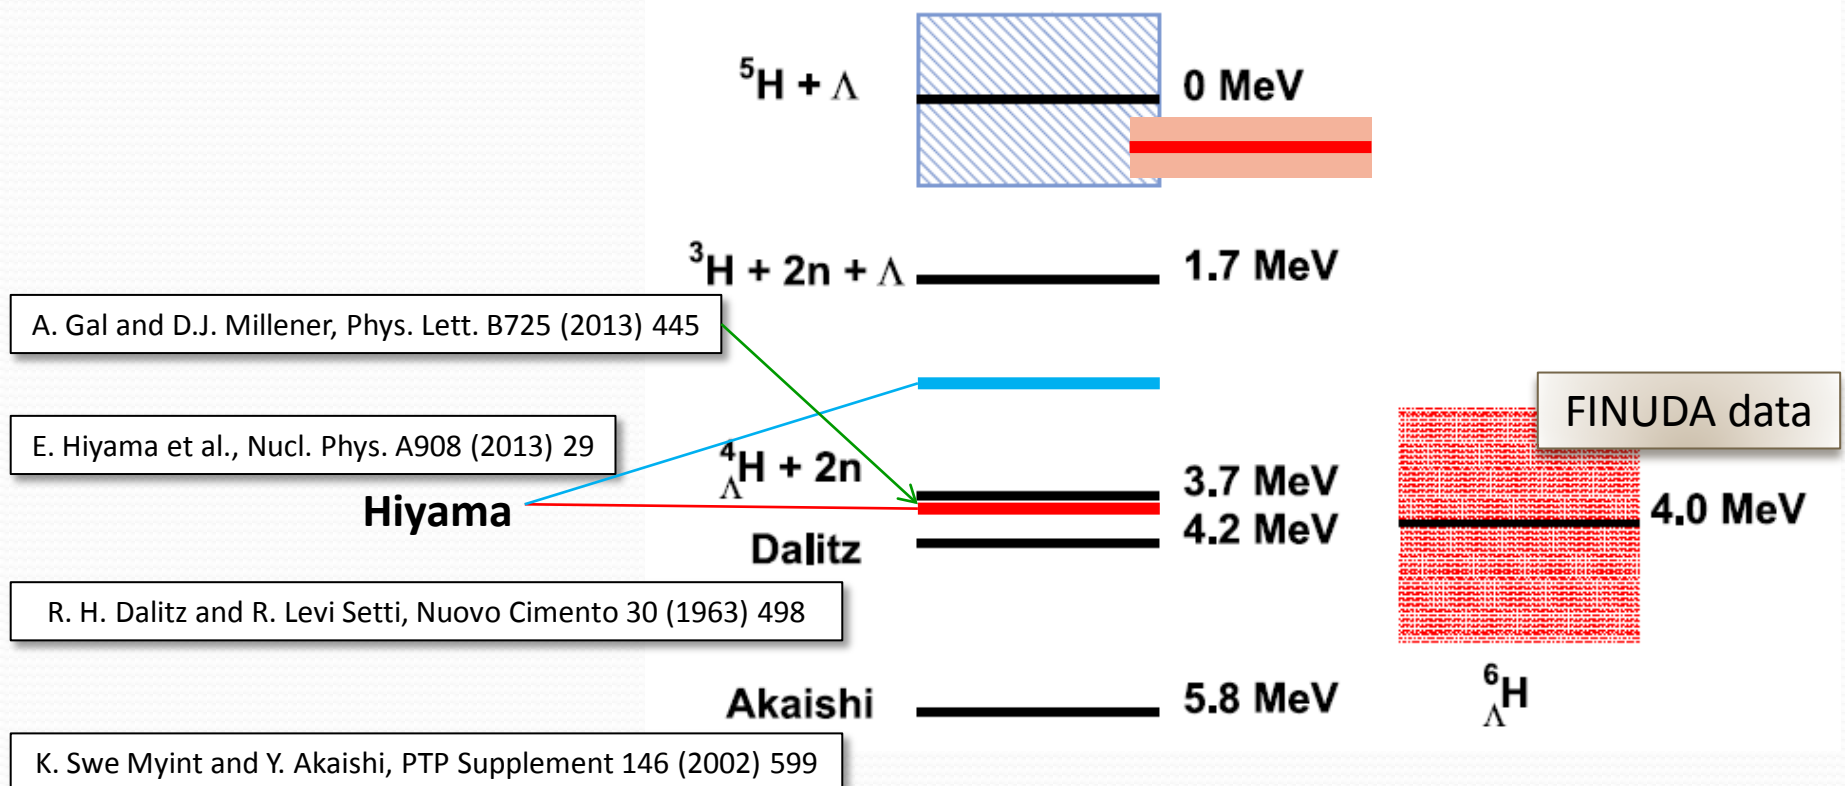 ⁵H + Λ
0 MeV
³H + 2n + Λ
1.7 MeV
A. Gal and D.J. Millener, Phys. Lett. B725 (2013) 445
FINUDA data
E. Hiyama et al., Nucl. Phys. A908 (2013) 29
⁴ΛH + 2n
3.7 MeV
Hiyama
4.0 MeV
4.2 MeV
Dalitz
R. H. Dalitz and R. Levi Setti, Nuovo Cimento 30 (1963) 498
Akaishi
5.8 MeV
⁶ΛH
K. Swe Myint and Y. Akaishi, PTP Supplement 146 (2002) 599